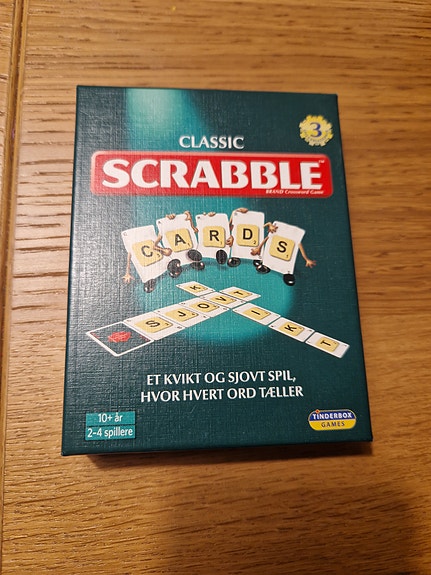 3
CLASSIC
SCRABBLE™
BRAND Crossword Game
CARDS
K
SJOVT
I
K
T
ET KVIKT OG SJOVT SPIL,
HVOR HVERT ORD TÆLLER
10+ år
2-4 spillere
TINDERBOX
GAMES